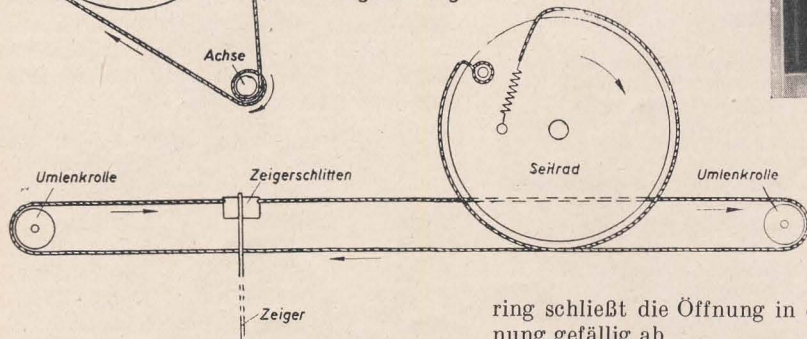 Achse
Umlenkrolle
Zeigerschlitten
Seilrad
Umlenkrolle
Zeiger
ring schließt die Öffnung in
nung gefällig ab